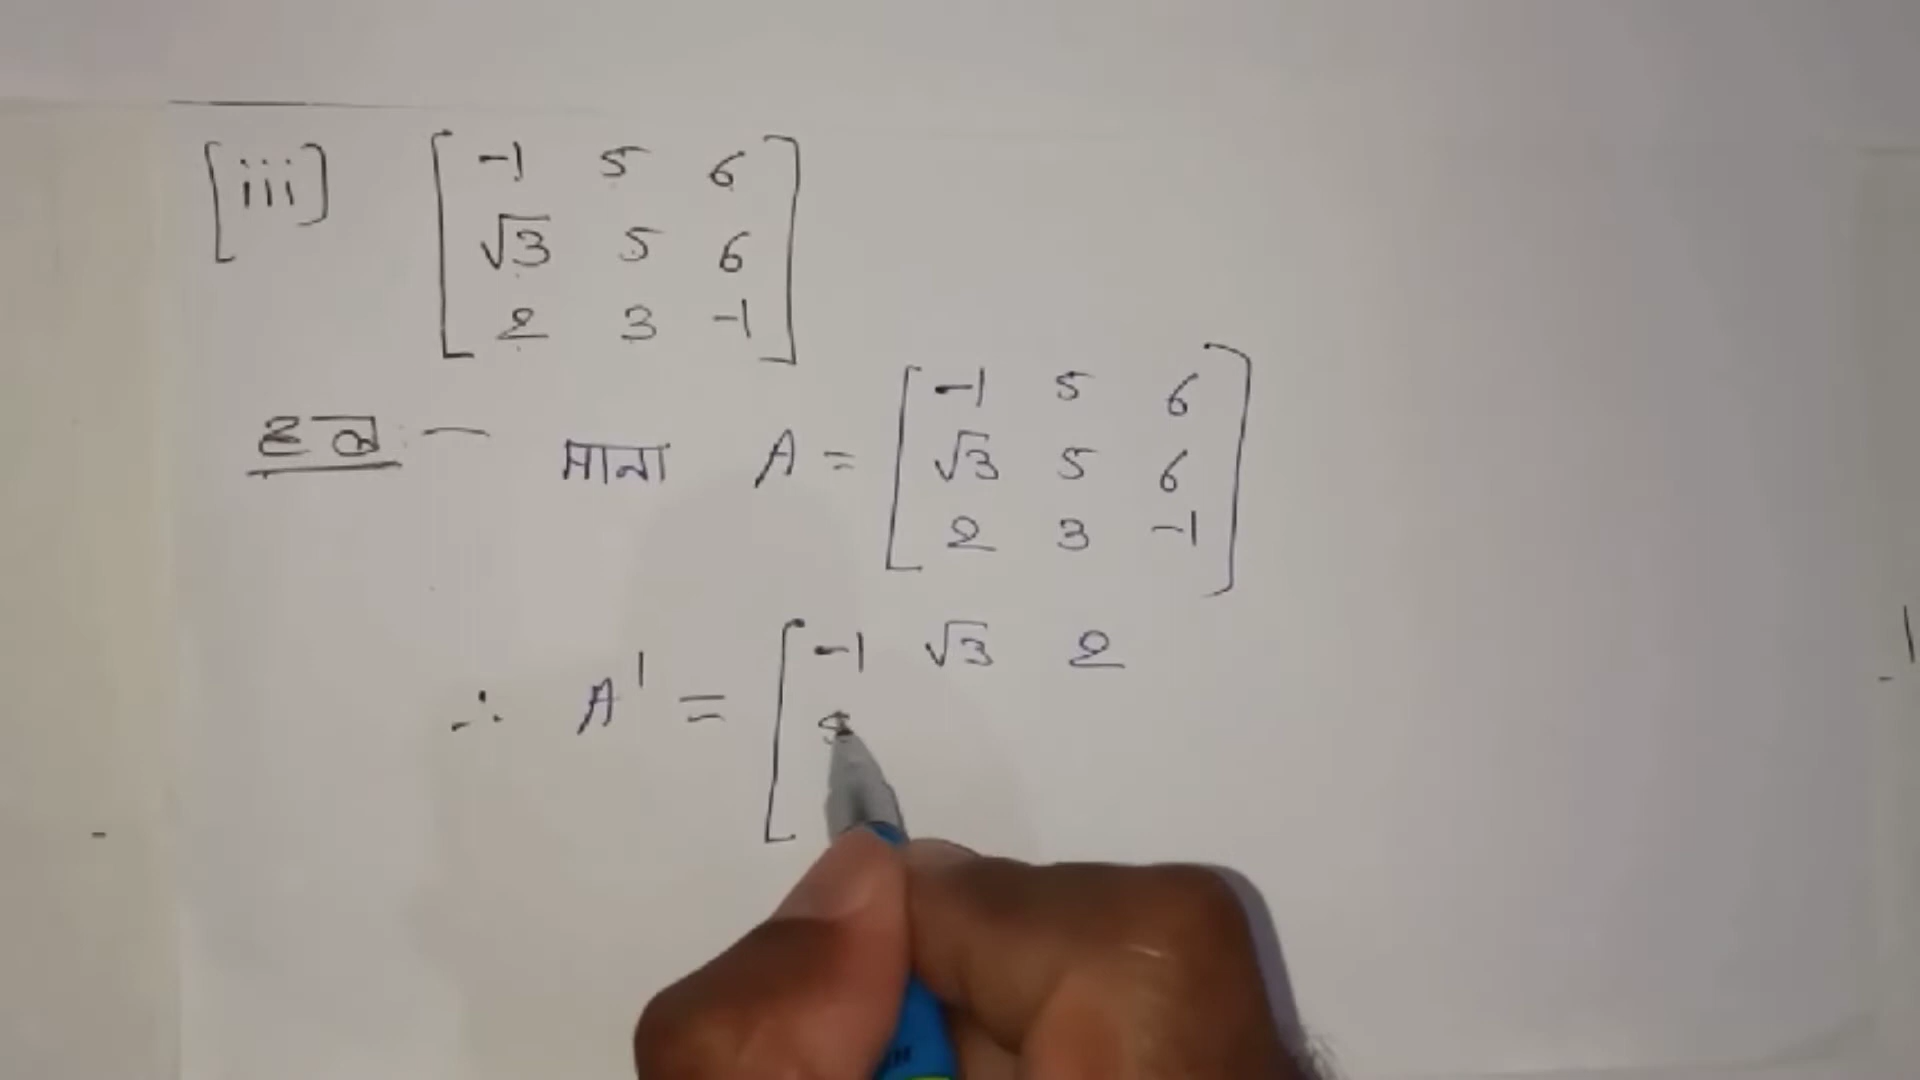 [iii] [ -1 5 6
√3 5 6
2 3 -1 ]
हल :- माना A = [ -1 5 6
√3 5 6
2 3 -1 ]
∴ A' = [ -1 √3 2
5